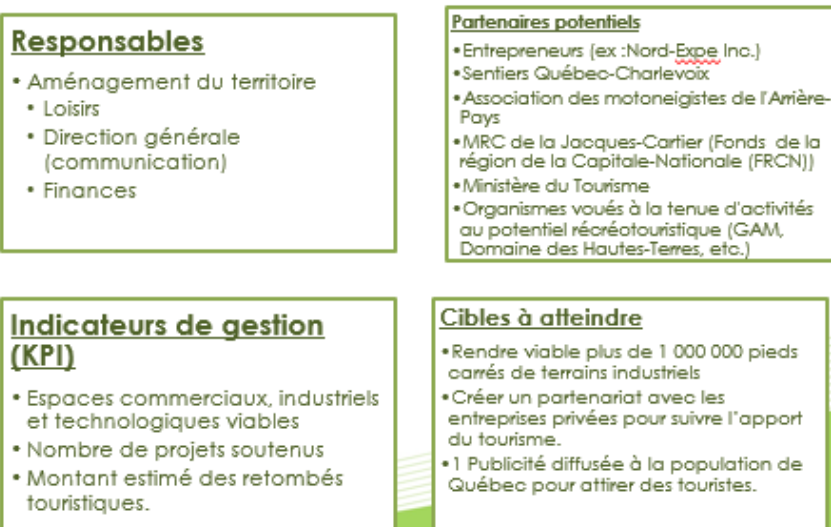 Responsables
• Aménagement du territoire
• Loisirs
• Direction générale
(communication)
• Finances
Partenaires potentiels
•Entrepreneurs (ex :Nord-Expe Inc.)
•Sentiers Québec-Charlevoix
•Association des motoneigistes de l'Arrière-
Pays
•MRC de la Jacques-Cartier (Fonds de la
région de la Capitale-Nationale (FRCN))
•Ministère du Tourisme
•Organismes voués à la tenue d'activités
au potentiel récréotouristique (GAM,
Domaine des Hautes-Terres, etc.)
Indicateurs de gestion
(KPI)
• Espaces commerciaux, industriels
et technologiques viables
• Nombre de projets soutenus
• Montant estimé des retombés
touristiques.
Cibles à atteindre
•Rendre viable plus de 1 000 000 pieds
carrés de terrains industriels
•Créer un partenariat avec les
entreprises privées pour suivre l'apport
du tourisme.
•1 Publicité diffusée à la population de
Québec pour attirer des touristes.